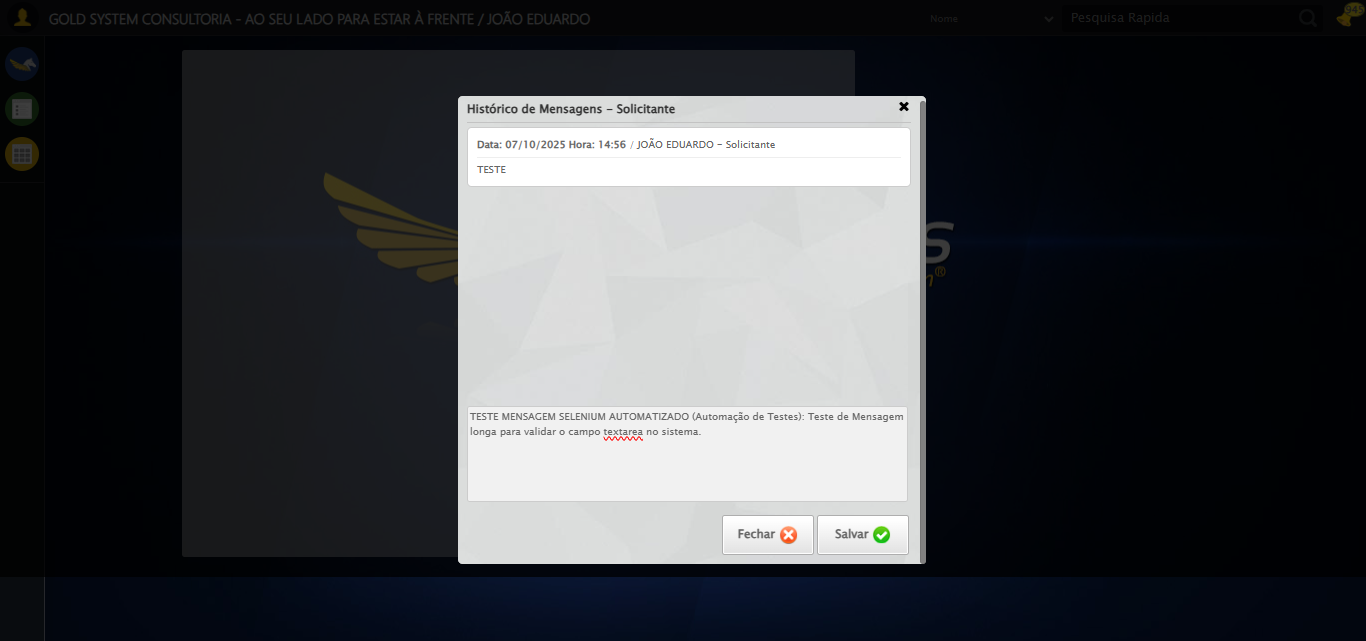 GOLD SYSTEM CONSULTORIA - AO SEU LADO PARA ESTAR À FRENTE / JOÃO EDUARDO
Nome
Pesquisa Rapida
Histórico de Mensagens – Solicitante
Data: 07/10/2025 Hora: 14:56 / JOÃO EDUARDO – Solicitante
TESTE
TESTE MENSAGEM SELENIUM AUTOMATIZADO (Automação de Testes): Teste de Mensagem
longa para validar o campo textarea no sistema.
Fechar
Salvar